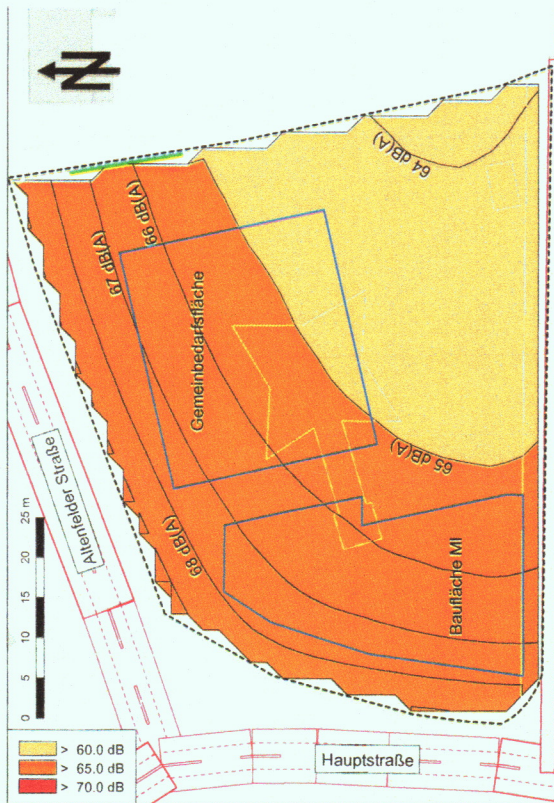 N
67 dB(A)
66 dB(A)
64 dB(A)
Gemeinbedarfsfläche
Altenfelder Straße
68 dB(A)
65 dB(A)
0 5 10 15 20 25 m
Baufläche MI
> 60.0 dB
> 65.0 dB
> 70.0 dB
Hauptstraße